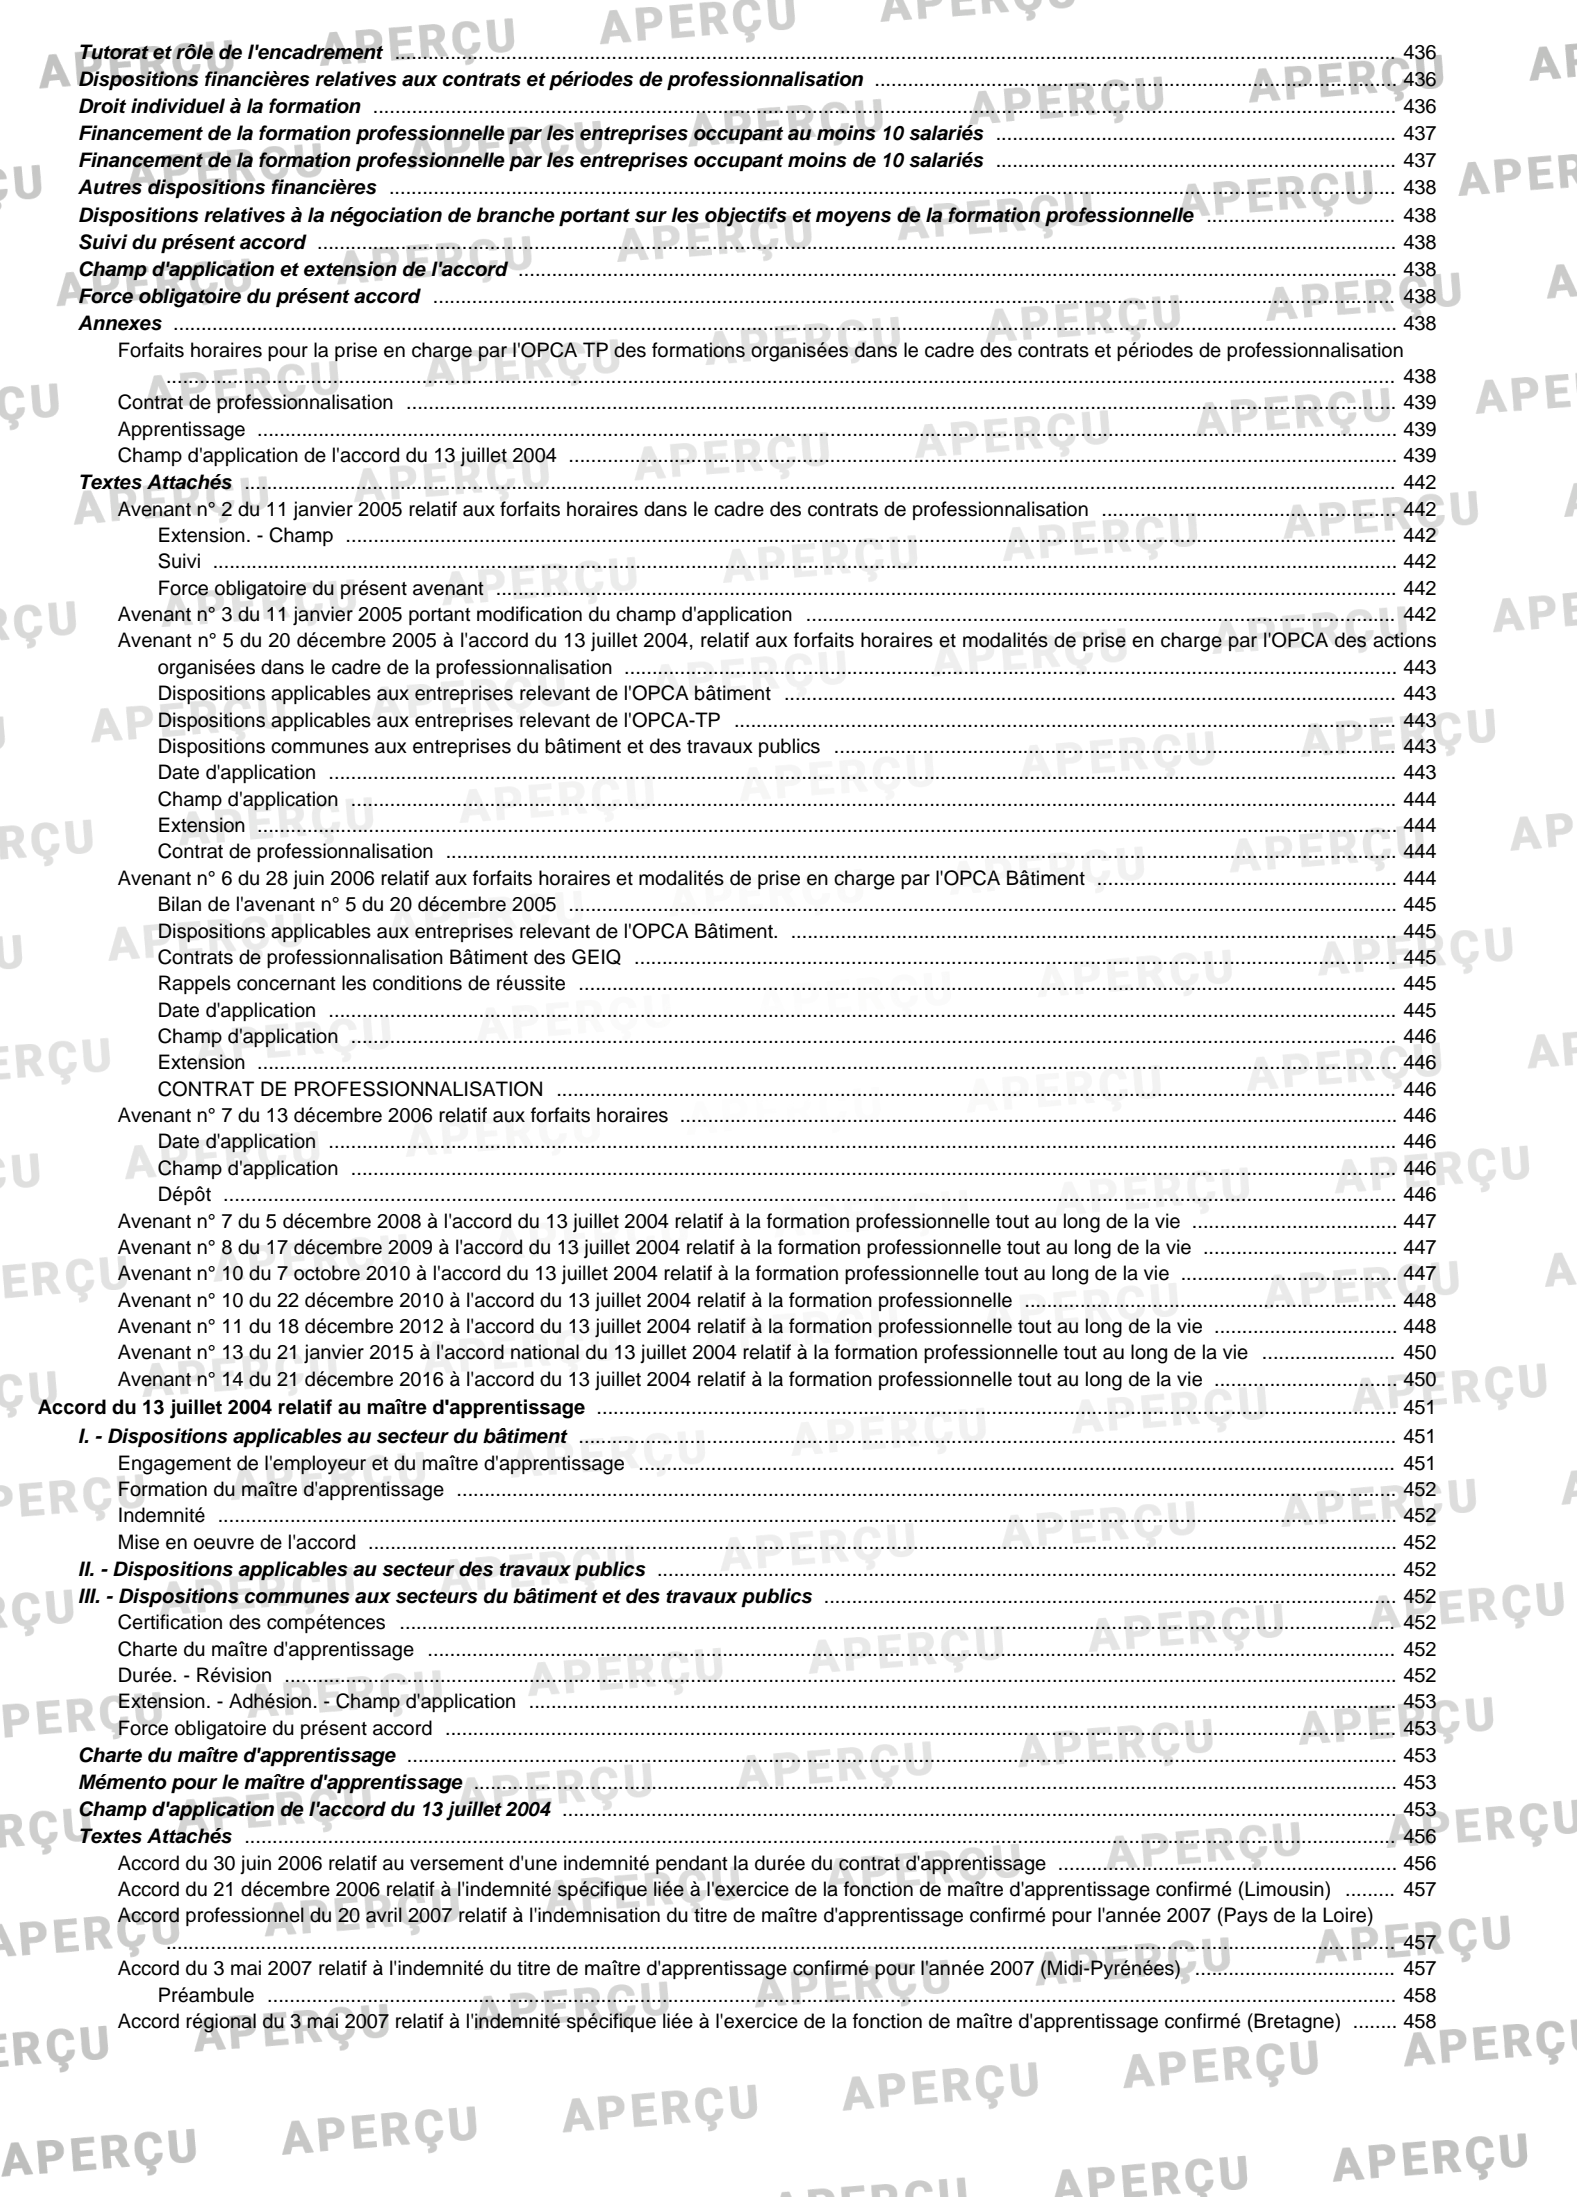 Tutorat et rôle de l'encadrement ........ 436
Dispositions financières relatives aux contrats et périodes de professionnalisation ........ 436
Droit individuel à la formation ........ 436
Financement de la formation professionnelle par les entreprises occupant au moins 10 salariés ........ 437
Financement de la formation professionnelle par les entreprises occupant moins de 10 salariés ........ 437
Autres dispositions financières ........ 438
Dispositions relatives à la négociation de branche portant sur les objectifs et moyens de la formation professionnelle ........ 438
Suivi du présent accord ........ 438
Champ d'application et extension de l'accord ........ 438
Force obligatoire du présent accord ........ 438
Annexes ........ 438
Forfaits horaires pour la prise en charge par l'OPCA TP des formations organisées dans le cadre des contrats et périodes de professionnalisation
........ 438
Contrat de professionnalisation ........ 439
Apprentissage ........ 439
Champ d'application de l'accord du 13 juillet 2004 ........ 439
Textes Attachés ........ 442
Avenant n° 2 du 11 janvier 2005 relatif aux forfaits horaires dans le cadre des contrats de professionnalisation ........ 442
Extension. - Champ ........ 442
Suivi ........ 442
Force obligatoire du présent avenant ........ 442
Avenant n° 3 du 11 janvier 2005 portant modification du champ d'application ........ 442
Avenant n° 5 du 20 décembre 2005 à l'accord du 13 juillet 2004, relatif aux forfaits horaires et modalités de prise en charge par l'OPCA des actions
organisées dans le cadre de la professionnalisation ........ 443
Dispositions applicables aux entreprises relevant de l'OPCA bâtiment ........ 443
Dispositions applicables aux entreprises relevant de l'OPCA-TP ........ 443
Dispositions communes aux entreprises du bâtiment et des travaux publics ........ 443
Date d'application ........ 443
Champ d'application ........ 444
Extension ........ 444
Contrat de professionnalisation ........ 444
Avenant n° 6 du 28 juin 2006 relatif aux forfaits horaires et modalités de prise en charge par l'OPCA Bâtiment ........ 444
Bilan de l'avenant n° 5 du 20 décembre 2005 ........ 445
Dispositions applicables aux entreprises relevant de l'OPCA Bâtiment. ........ 445
Contrats de professionnalisation Bâtiment des GEIQ ........ 445
Rappels concernant les conditions de réussite ........ 445
Date d'application ........ 445
Champ d'application ........ 446
Extension ........ 446
CONTRAT DE PROFESSIONNALISATION ........ 446
Avenant n° 7 du 13 décembre 2006 relatif aux forfaits horaires ........ 446
Date d'application ........ 446
Champ d'application ........ 446
Dépôt ........ 446
Avenant n° 7 du 5 décembre 2008 à l'accord du 13 juillet 2004 relatif à la formation professionnelle tout au long de la vie ........ 447
Avenant n° 8 du 17 décembre 2009 à l'accord du 13 juillet 2004 relatif à la formation professionnelle tout au long de la vie ........ 447
Avenant n° 10 du 7 octobre 2010 à l'accord du 13 juillet 2004 relatif à la formation professionnelle tout au long de la vie ........ 447
Avenant n° 10 du 22 décembre 2010 à l'accord du 13 juillet 2004 relatif à la formation professionnelle ........ 448
Avenant n° 11 du 18 décembre 2012 à l'accord du 13 juillet 2004 relatif à la formation professionnelle tout au long de la vie ........ 448
Avenant n° 13 du 21 janvier 2015 à l'accord national du 13 juillet 2004 relatif à la formation professionnelle tout au long de la vie ........ 450
Avenant n° 14 du 21 décembre 2016 à l'accord du 13 juillet 2004 relatif à la formation professionnelle tout au long de la vie ........ 450
Accord du 13 juillet 2004 relatif au maître d'apprentissage ........ 451
I. - Dispositions applicables au secteur du bâtiment ........ 451
Engagement de l'employeur et du maître d'apprentissage ........ 451
Formation du maître d'apprentissage ........ 452
Indemnité ........ 452
Mise en oeuvre de l'accord ........ 452
II. - Dispositions applicables au secteur des travaux publics ........ 452
III. - Dispositions communes aux secteurs du bâtiment et des travaux publics ........ 452
Certification des compétences ........ 452
Charte du maître d'apprentissage ........ 452
Durée. - Révision ........ 452
Extension. - Adhésion. - Champ d'application ........ 453
Force obligatoire du présent accord ........ 453
Charte du maître d'apprentissage ........ 453
Mémento pour le maître d'apprentissage ........ 453
Champ d'application de l'accord du 13 juillet 2004 ........ 453
Textes Attachés ........ 456
Accord du 30 juin 2006 relatif au versement d'une indemnité pendant la durée du contrat d'apprentissage ........ 456
Accord du 21 décembre 2006 relatif à l'indemnité spécifique liée à l'exercice de la fonction de maître d'apprentissage confirmé (Limousin) ........ 457
Accord professionnel du 20 avril 2007 relatif à l'indemnisation du titre de maître d'apprentissage confirmé pour l'année 2007 (Pays de la Loire)
........ 457
Accord du 3 mai 2007 relatif à l'indemnité du titre de maître d'apprentissage confirmé pour l'année 2007 (Midi-Pyrénées) ........ 457
Préambule ........ 458
Accord régional du 3 mai 2007 relatif à l'indemnité spécifique liée à l'exercice de la fonction de maître d'apprentissage confirmé (Bretagne) ........ 458